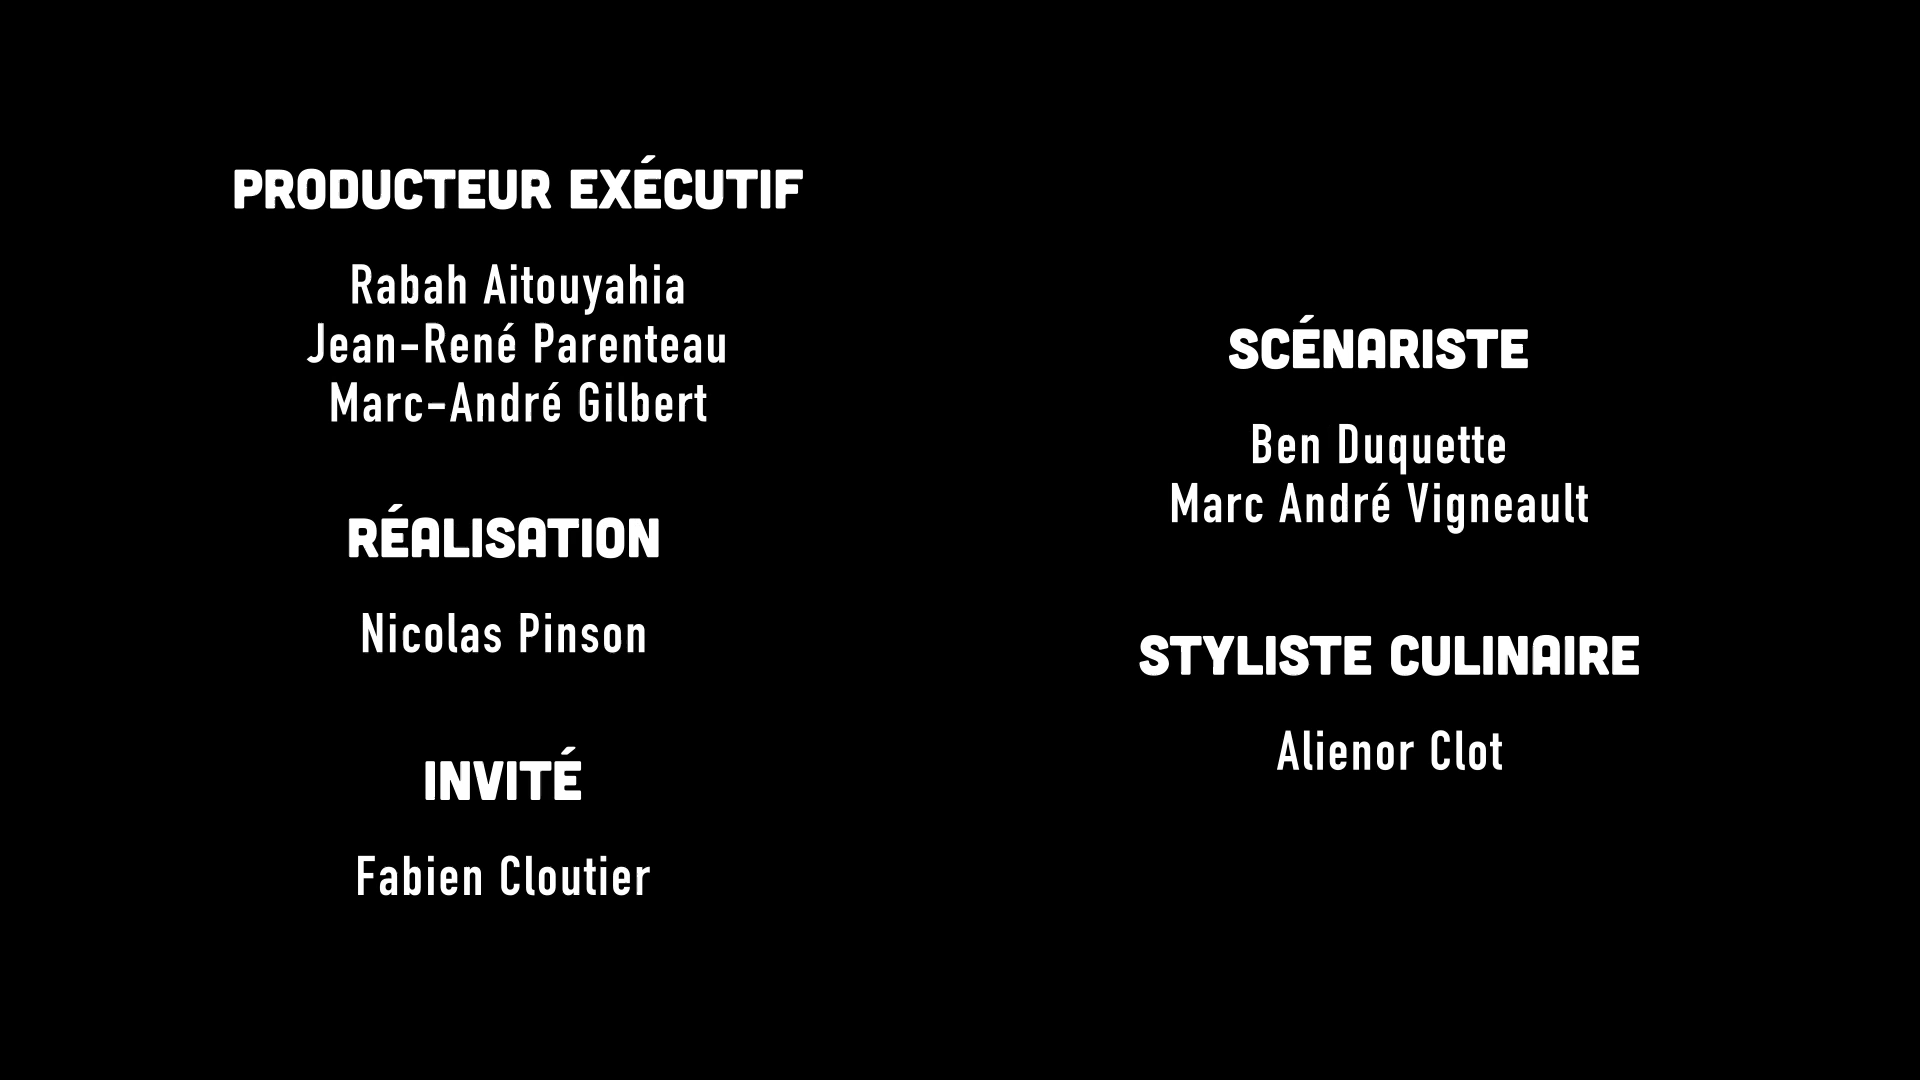 PRODUCTEUR EXÉCUTIF
Rabah Aitouyahia
Jean-René Parenteau
Marc-André Gilbert
RÉALISATION
Nicolas Pinson
INVITÉ
Fabien Cloutier
SCÉNARISTE
Ben Duquette
Marc André Vigneault
STYLISTE CULINAIRE
Alienor Clot